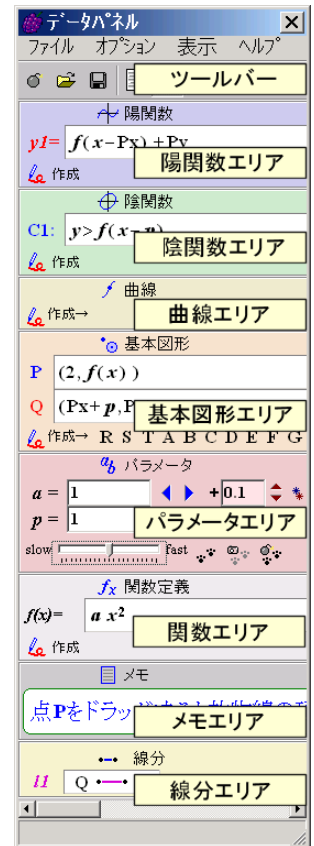 データパネル
ファイル オプション 表示 ヘルプ
ツールバー
陽関数
y1= f(x-Px)+Py
陽関数エリア
作成
陰関数
C1: y>f(x-p)
陰関数エリア
作成
曲線
作成→
曲線エリア
基本図形
P (2,f(x))
Q (Px+p,P
基本図形エリア
作成→ R S T A B C D E F G
パラメータ
a = 1 +0.1
p = 1
パラメータエリア
slow fast
関数定義
f(x)= a x²
関数エリア
作成
メモ
点Pをドラッ
メモエリア
線分
l1 Q
線分エリア